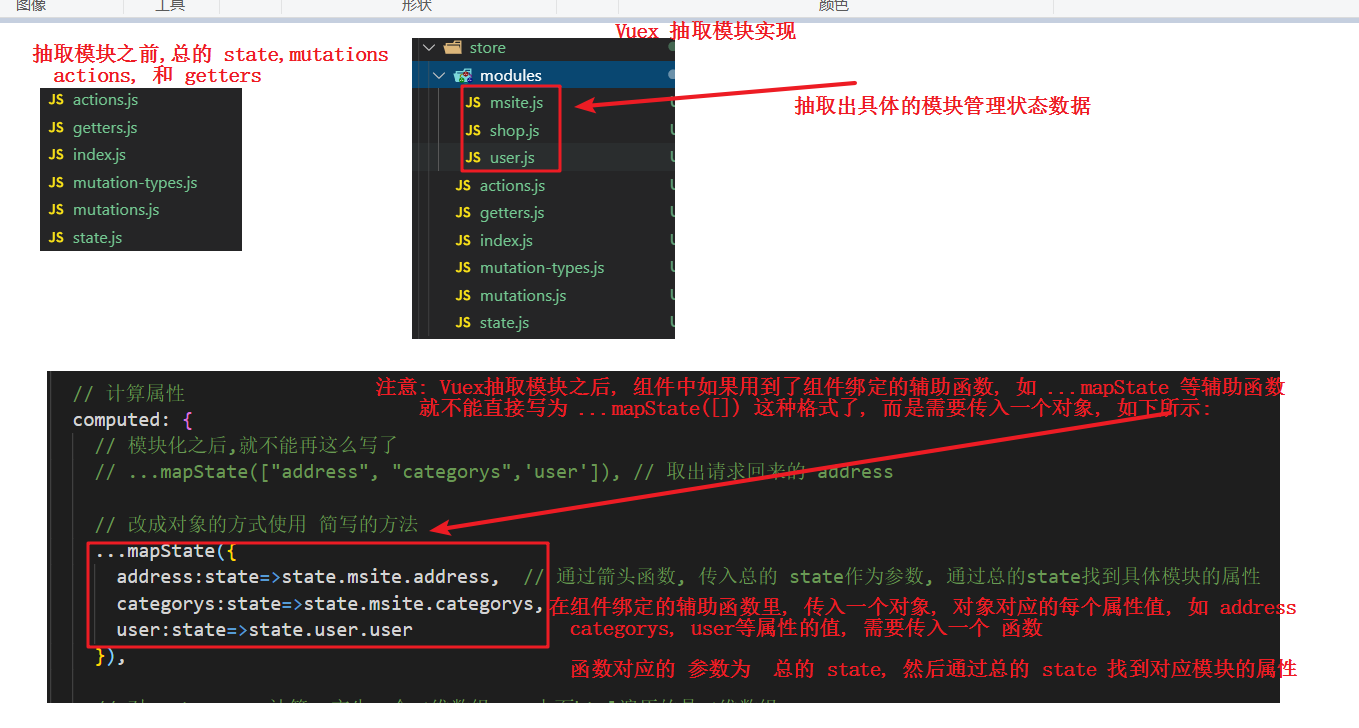 图像
工具
形状
颜色
Vuex 抽取模块实现
抽取模块之前,总的 state,mutations
actions, 和 getters
JS actions.js
JS getters.js
JS index.js
JS mutation-types.js
JS mutations.js
JS state.js
store
modules
JS msite.js
JS shop.js
JS user.js
JS actions.js
JS getters.js
JS index.js
JS mutation-types.js
JS mutations.js
JS state.js
抽取出具体的模块管理状态数据
注意: Vuex抽取模块之后, 组件中如果用到了组件绑定的辅助函数, 如 ...mapState 等辅助函数
就不能直接写为 ...mapState([]) 这种格式了, 而是需要传入一个对象, 如下所示:
// 计算属性
computed: {
// 模块化之后,就不能再这么写了
// ...mapState(["address", "categorys",'user']), // 取出请求回来的 address
// 改成对象的方式使用 简写的方法
...mapState({
address:state=>state.msite.address, // 通过箭头函数, 传入总的 state作为参数, 通过总的state找到具体模块的属性
categorys:state=>state.msite.categorys,
user:state=>state.user.user
}),
在组件绑定的辅助函数里, 传入一个对象, 对象对应的每个属性值, 如 address
categorys, user等属性的值, 需要传入一个 函数
函数对应的 参数为 总的 state, 然后通过总的 state 找到对应模块的属性